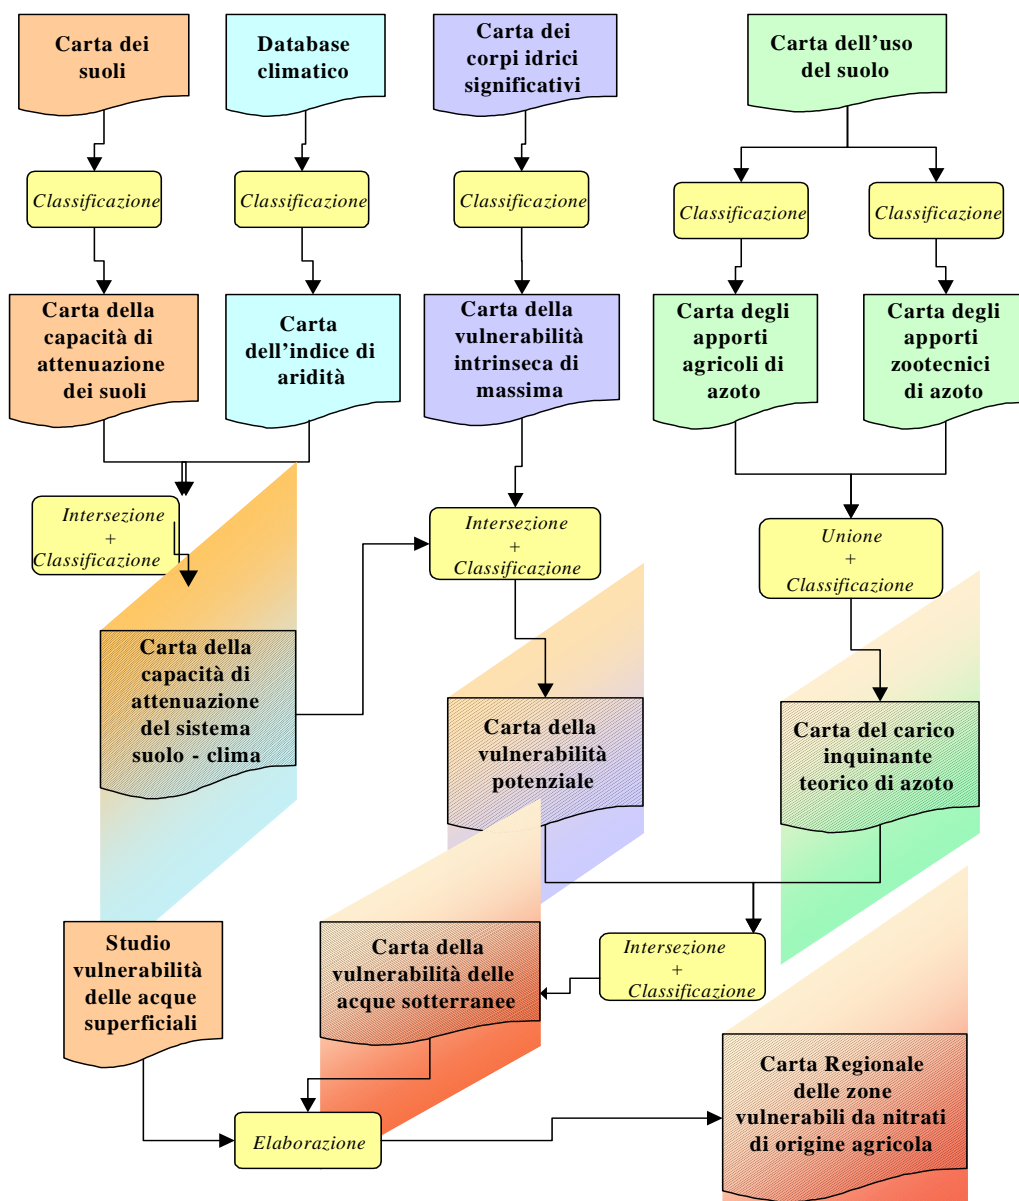 Carta dei
suoli
Database
climatico
Carta dei
corpi idrici
significativi
Carta dell'uso
del suolo
Classificazione
Classificazione
Classificazione
Classificazione
Classificazione
Carta della
capacità di
attenuazione
dei suoli
Carta
dell'indice di
aridità
Carta della
vulnerabilità
intrinseca di
massima
Carta degli
apporti
agricoli di
azoto
Carta degli
apporti
zootecnici
di azoto
Intersezione
+
Classificazione
Intersezione
+
Classificazione
Unione
+
Classificazione
Carta della
capacità di
attenuazione
del sistema
suolo - clima
Carta della
vulnerabilità
potenziale
Carta del carico
inquinante
teorico di azoto
Studio
vulnerabilità
delle acque
superficiali
Carta della
vulnerabilità delle
acque sotterranee
Intersezione
+
Classificazione
Elaborazione
Carta Regionale
delle zone
vulnerabili da nitrati
di origine agricola